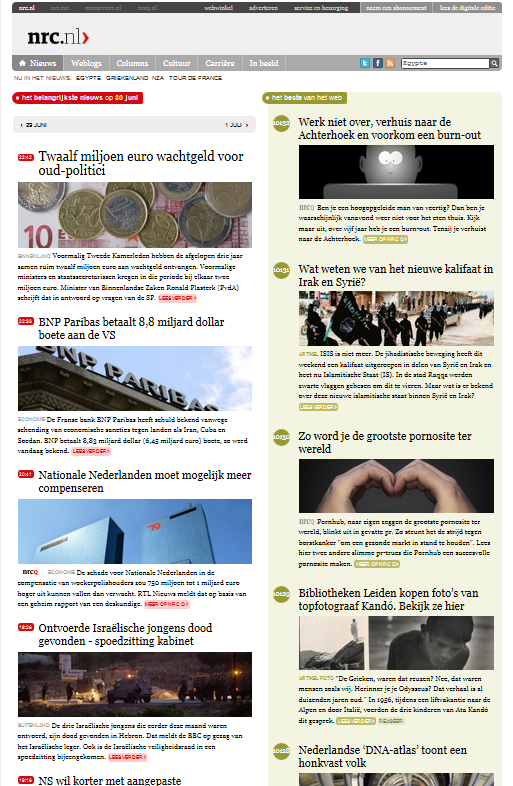 nrc.nl nrc.tot nrccarriere.nl nrcq.nl webwinkel adverteren service en bezorging neem een abonnement lees de digitale editie
nrc.nl>
Nieuws Weblogs Columns Cultuur Carrière In beeld Egypte
NU IN HET NIEUWS: EGYPTE GRIEKENLAND NZA TOUR DE FRANCE
het belangrijkste nieuws op 30 juni
29 JUNI 1 JULI
22:42 Twaalf miljoen euro wachtgeld voor
oud-politici
BINNENLAND Voormalig Tweede Kamerleden hebben de afgelopen drie jaar
samen ruim twaalf miljoen euro aan wachtgeld ontvangen. Voormalige
ministers en staatssecretarissen kregen in die periode bij elkaar twee
miljoen euro. Minister van Binnenlandse Zaken Ronald Plasterk (PvdA)
schrijft dat in antwoord op vragen van de SP. LEES VERDER
BNP Paribas betaalt 8,8 miljard dollar
boete aan de VS
BNP PARIBAS
ECONOMIE De Franse bank BNP Paribas heeft schuld bekend vanwege
schending van economische sancties tegen landen als Iran, Cuba en
Soedan. BNP betaalt 8,83 miljard dollar (6,45 miljard euro) boete, zo werd
vandaag bekend. LEES VERDER
20:41 Nationale Nederlanden moet mogelijk meer
compenseren
nrcq ECONOMIE De schade voor Nationale Nederlanden in de
compensatie van woekerpolishouders zou 750 miljoen tot 1 miljard euro
hoger uit kunnen vallen dan verwacht. RTL Nieuws meldt dat op basis van
een geheim rapport van een deskundige. MEER OP NRC Q
Ontvoerde Israëlische jongens dood
gevonden - spoedzitting kabinet
BUITENLAND De drie Israëlische jongens die eerder deze maand waren
ontvoerd, zijn dood gevonden in Hebron. Dat meldt de BBC op gezag van
het Israëlische leger. Ook is de Israëlische veiligheidsraad in een
spoedzitting bijeengekomen. LEES VERDER
NS wil korter met aangepaste
het beste van het web
Werk niet over, verhuis naar de
Achterhoek en voorkom een burn-out
nrcq Ben je een hoogopgeleide man van veertig? Dan ben je
waarschijnlijk vanavond weer niet voor het eten thuis. Kijk
maar uit, over vijf jaar heb je een burn-out. Tenzij je verhuist
naar de Achterhoek. MEER OP NRC Q
Wat weten we van het nieuwe kalifaat in
Irak en Syrië?
ARTIKEL ISIS is niet meer. De jihadistische beweging heeft dit
weekend een kalifaat uitgeroepen in delen van Syrië en Irak en
heet nu Islamitische Staat (IS). In de stad Raqqa werden
zwarte vlaggen gehesen om dit te vieren. Maar wat is er bekend
over deze nieuwe islamitische staat binnen Syrië en Irak?
LEES VERDER
Zo word je de grootste pornosite ter
wereld
nrcq Pornhub, naar eigen zeggen de grootste pornosite ter
wereld, blinkt uit in gevatte pr. Zo steunt het de strijd tegen
borstkanker "om een gezonde markt in stand te houden". Lees
hier twee andere slimme pr-trucs die Pornhub een succesvolle
pornosite maken. MEER OP NRC Q
Bibliotheken Leiden kopen foto's van
topfotograaf Kandó. Bekijk ze hier
ARTIKEL FOTO "De Grieken, waren dat reuzen? Nee, dat waren
mensen zoals wij. Herinner je je Odysseus? Dat verhaal is al
duizenden jaren oud." In 1956, tijdens een liftvakantie naar de
Alpen en door Italië, voerden de drie kinderen van Ata Kandó
dit gesprek. LEES VERDER REAGEER
Nederlandse 'DNA-atlas' toont een
honkvast volk